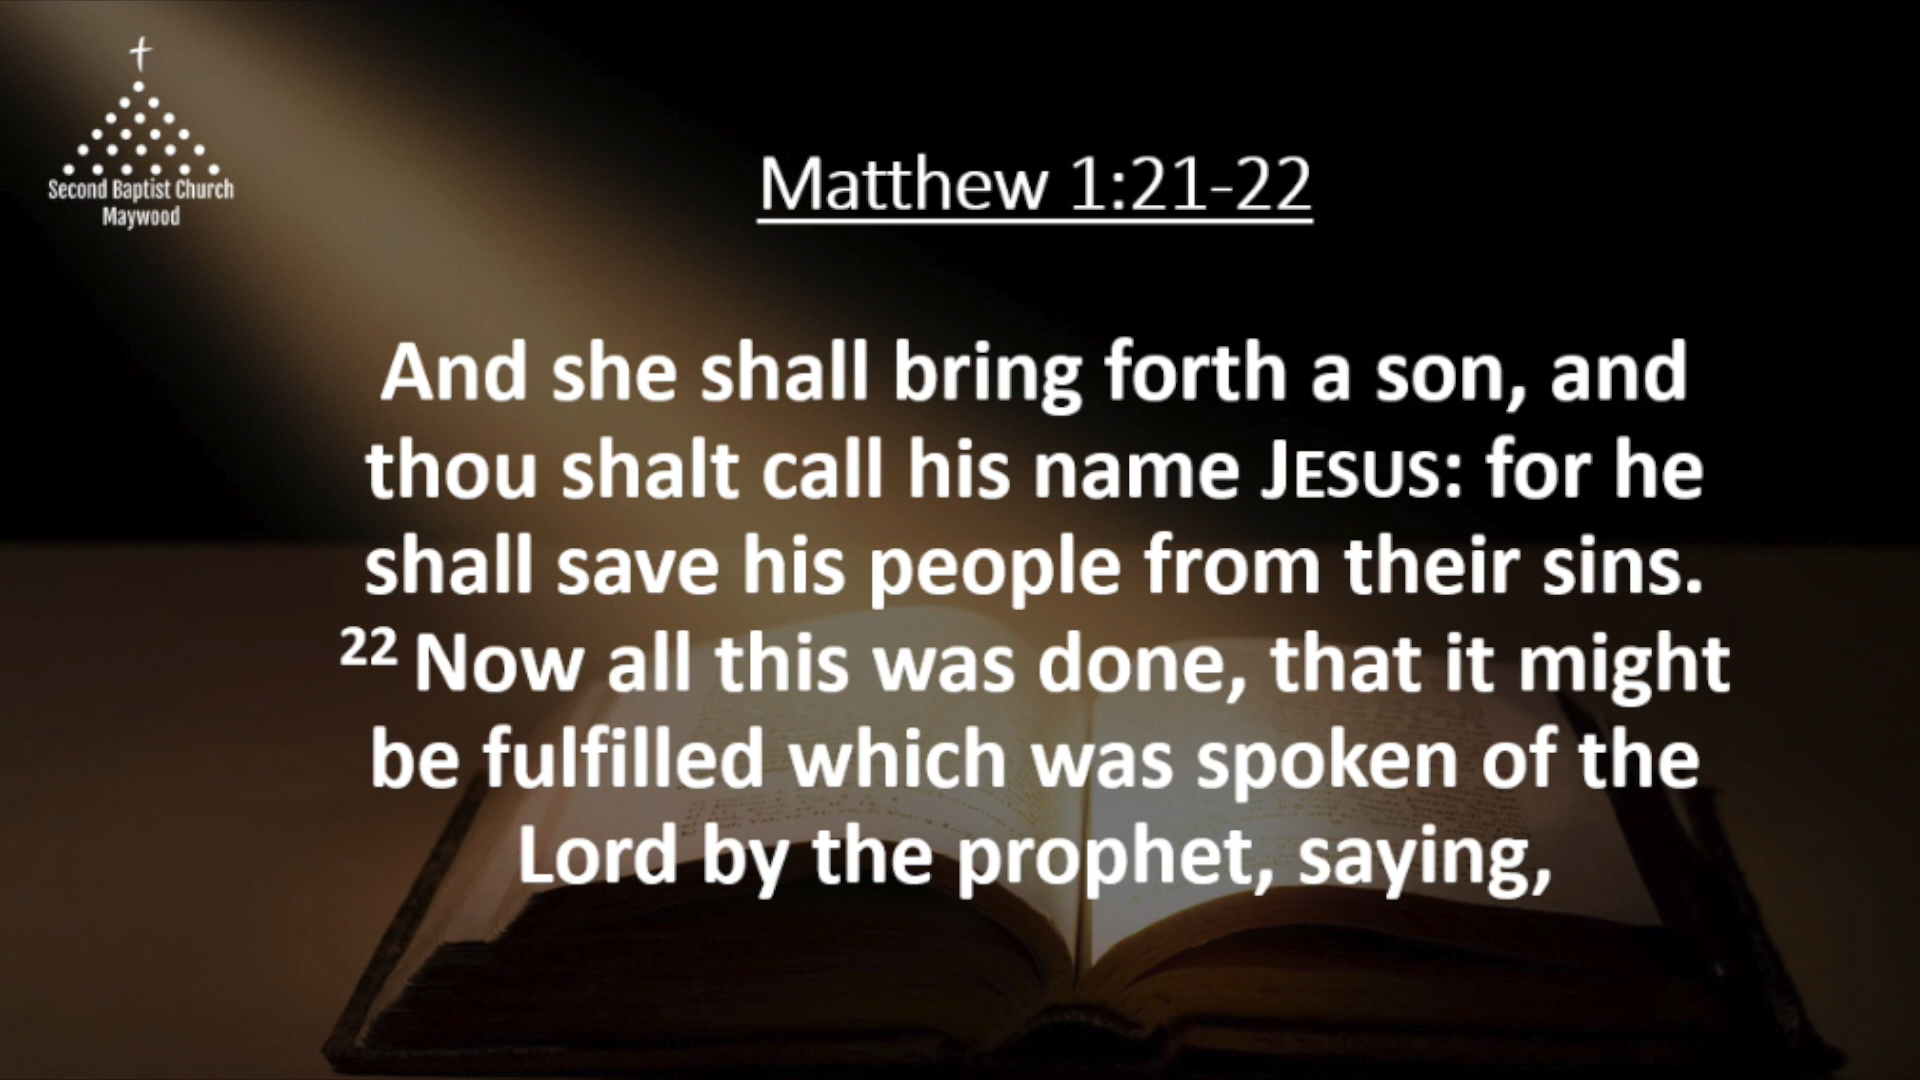 Second Baptist Church
Maywood
Matthew 1:21-22
And she shall bring forth a son, and
thou shalt call his name JESUS: for he
shall save his people from their sins.
22 Now all this was done, that it might
be fulfilled which was spoken of the
Lord by the prophet, saying,